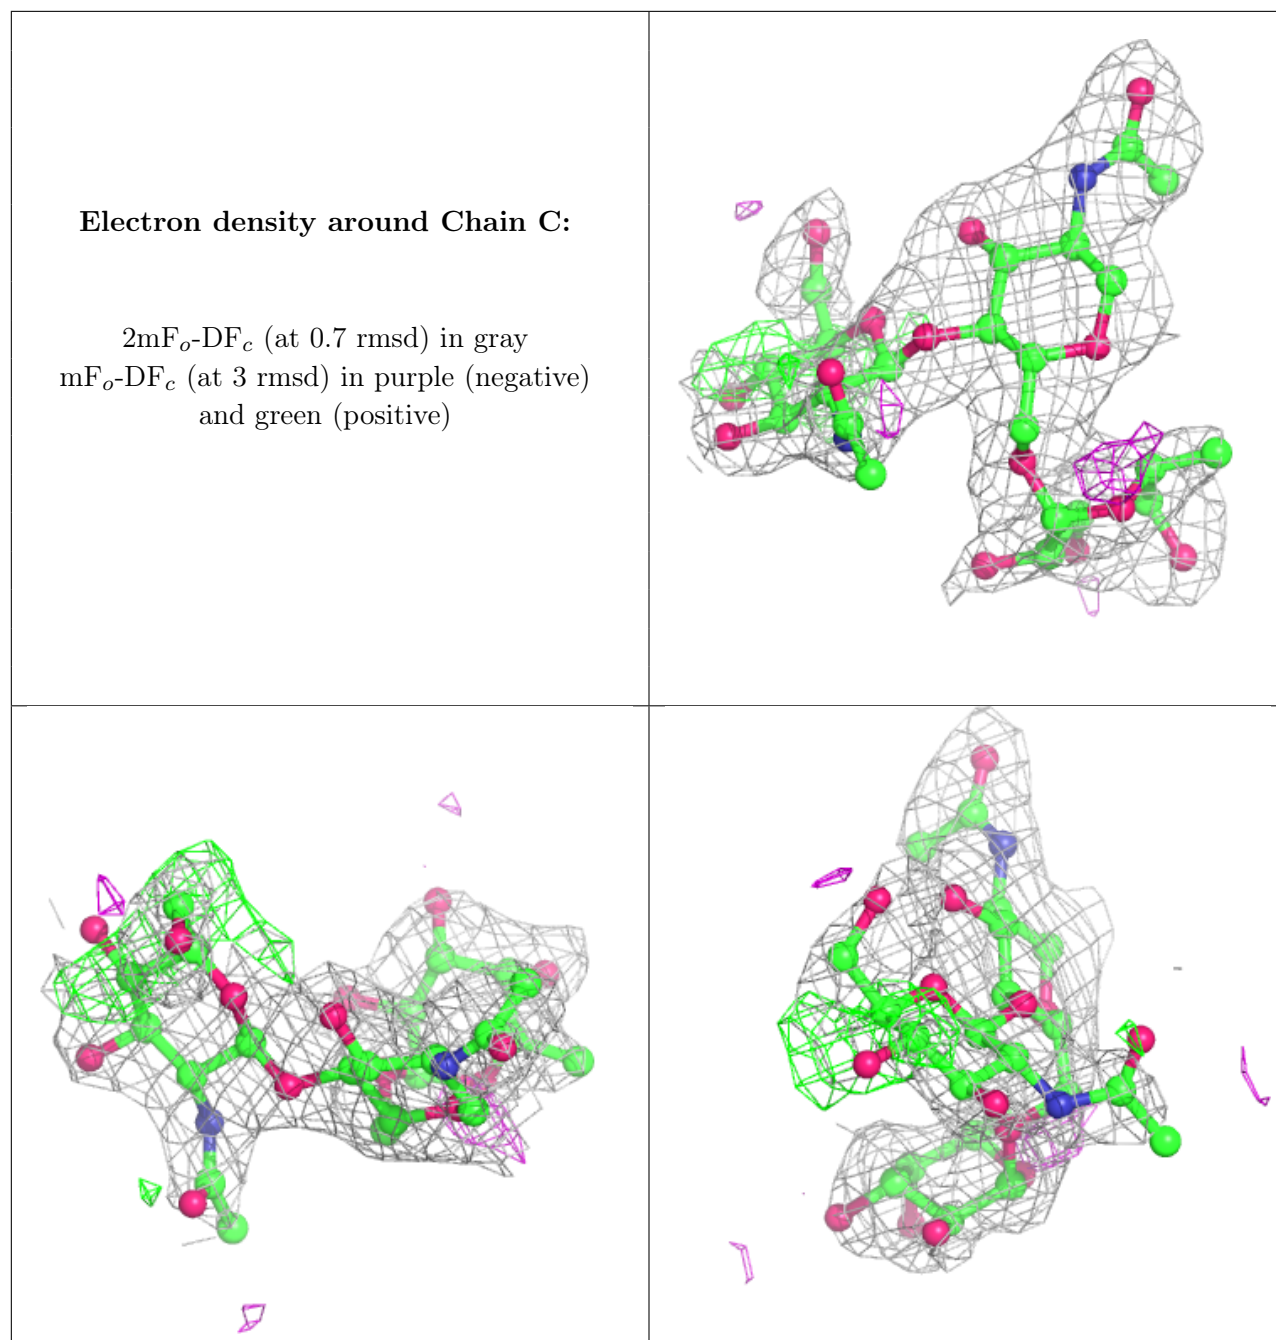 Electron density around Chain C:
2mFₒ-DF𝒸 (at 0.7 rmsd) in gray
mFₒ-DF𝒸 (at 3 rmsd) in purple (negative)
and green (positive)